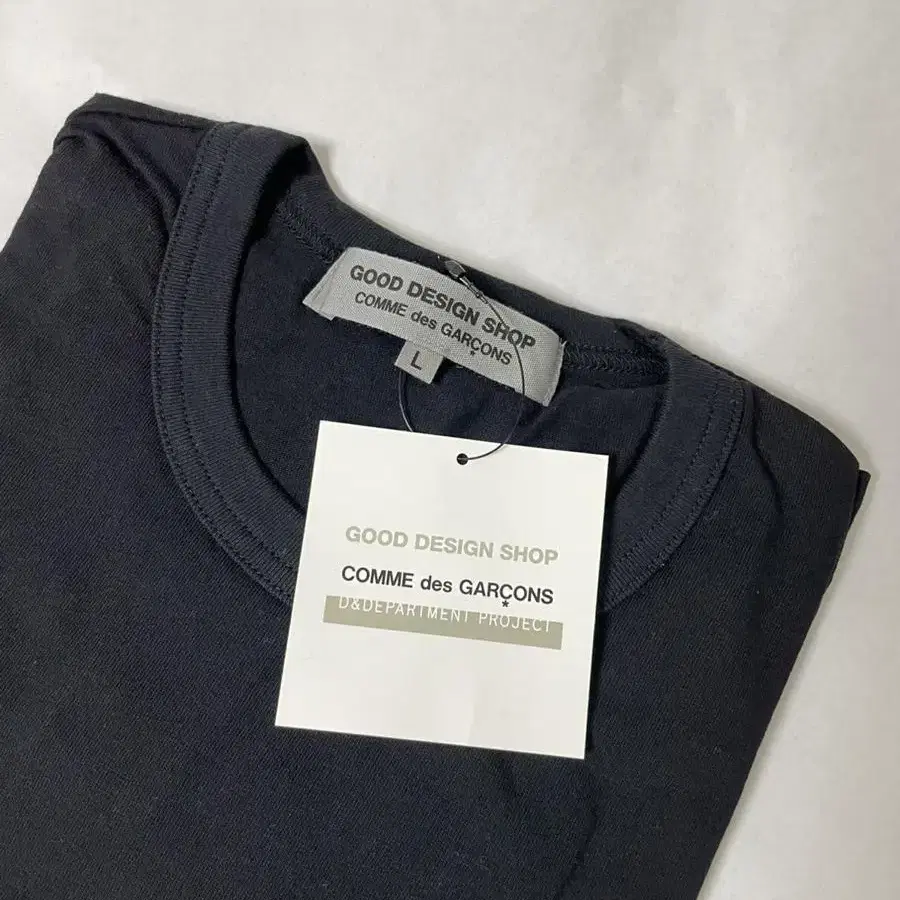 GOOD DESIGN SHOP
COMME des GARÇONS
L
GOOD DESIGN SHOP
COMME des GARÇONS
D&DEPARTMENT PROJECT